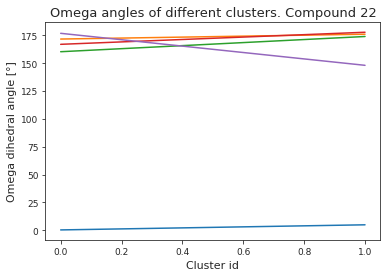 Omega angles of different clusters. Compound 22
Omega dihedral angle [°]
175
150
125
100
75
50
25
0
0.0 0.2 0.4 0.6 0.8 1.0
Cluster id